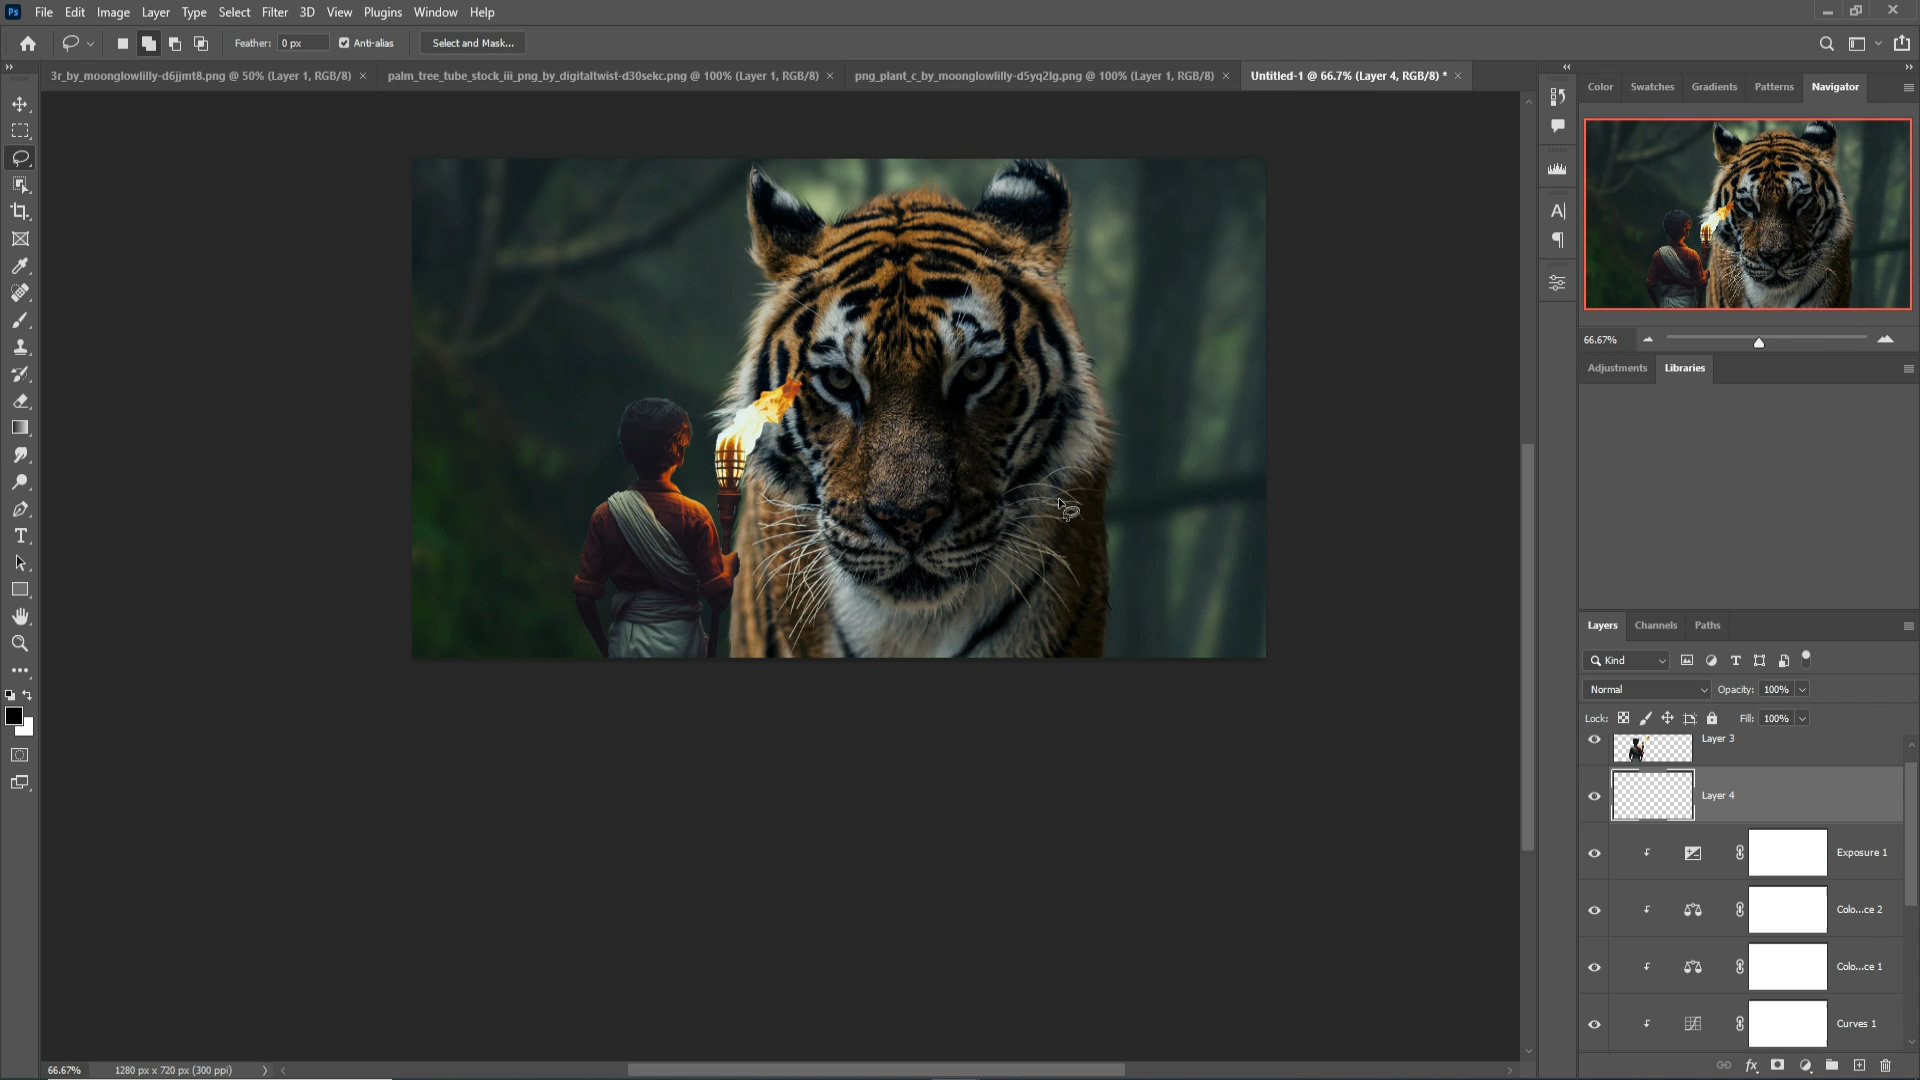 Ps File Edit Image Layer Type Select Filter 3D View Plugins Window Help
Feather: 0 px Anti-alias Select and Mask...
3r_by_moonglowlilly-d6jjmt8.png @ 50% (Layer 1, RGB/8) × palm_tree_tube_stock_iii_png_by_digitaltwist-d30sekc.png @ 100% (Layer 1, RGB/8) × png_plant_c_by_moonglowlilly-d5yq2lg.png @ 100% (Layer 1, RGB/8) × Untitled-1 @ 66.7% (Layer 4, RGB/8) * ×
Color Swatches Gradients Patterns Navigator
66.67%
Adjustments Libraries
Layers Channels Paths
Kind
Normal Opacity: 100%
Lock: Fill: 100%
Layer 3
Layer 4
Exposure 1
Colo...ce 2
Colo...ce 1
Curves 1
66.67% 1280 px x 720 px (300 ppi)